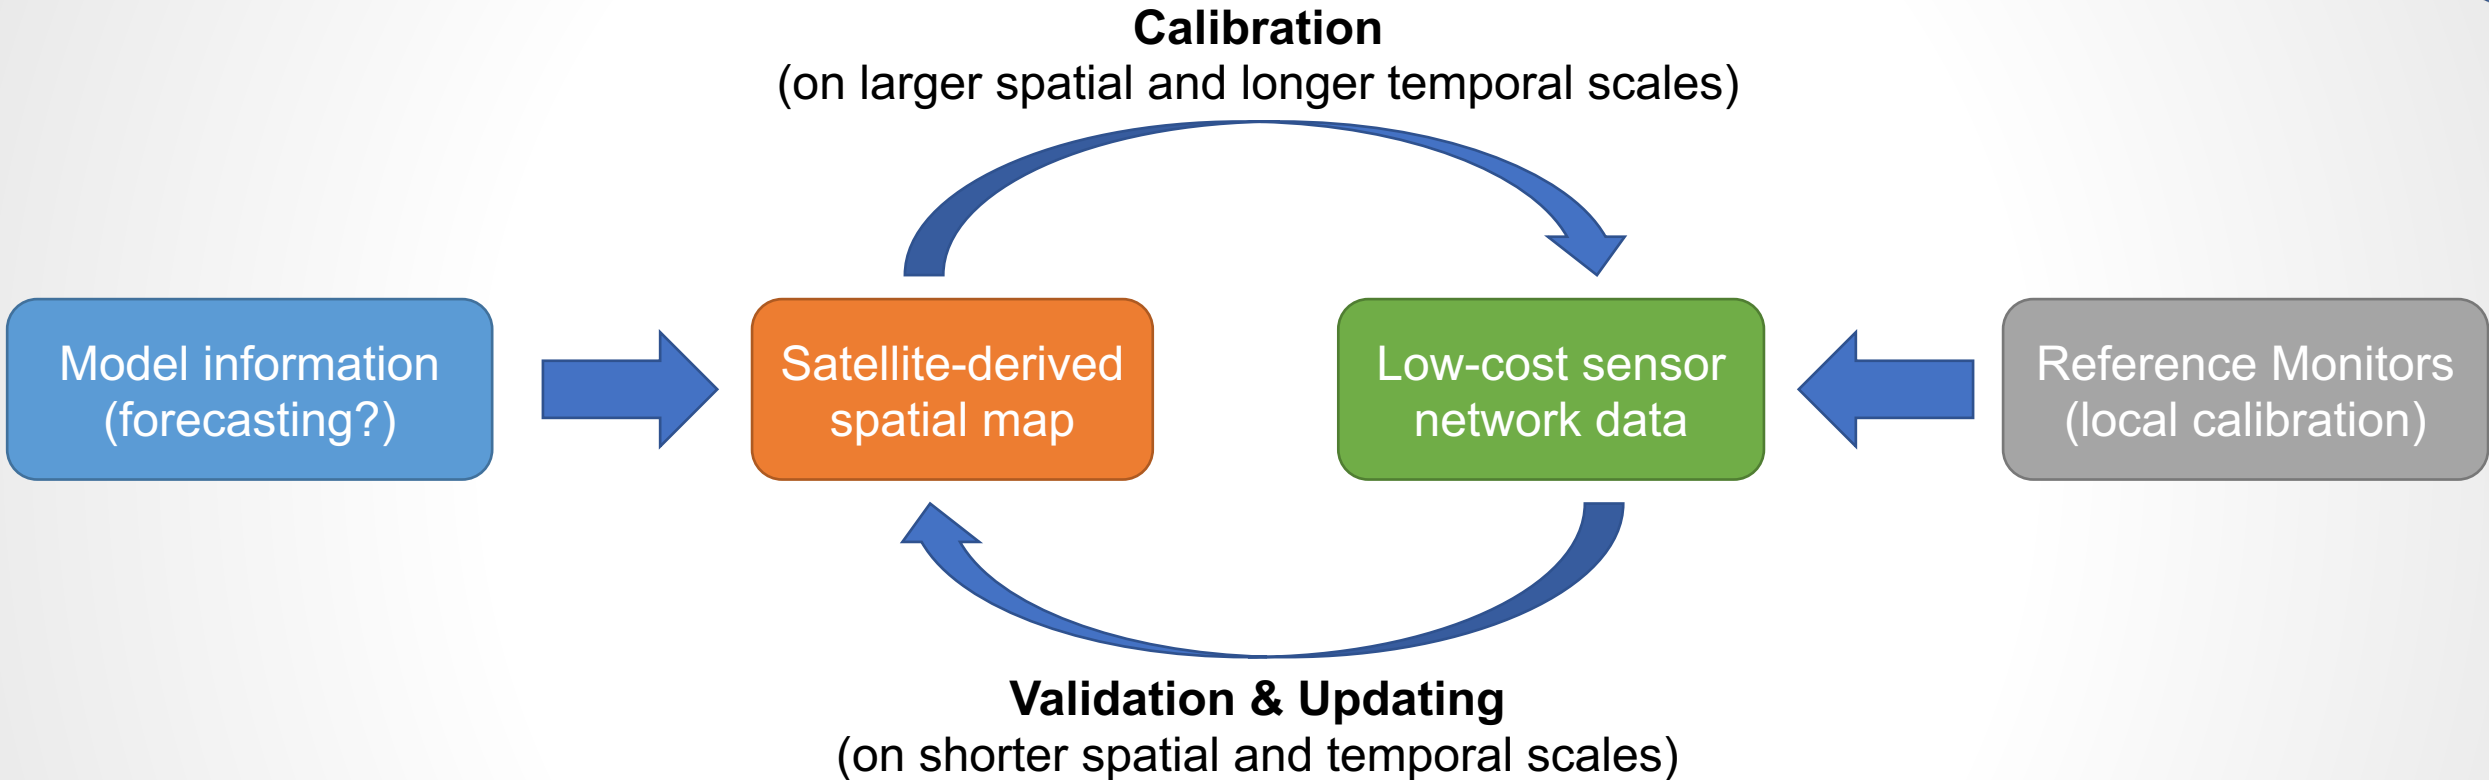 Calibration
(on larger spatial and longer temporal scales)
Model information
(forecasting?)
Satellite-derived
spatial map
Low-cost sensor
network data
Reference Monitors
(local calibration)
Validation & Updating
(on shorter spatial and temporal scales)